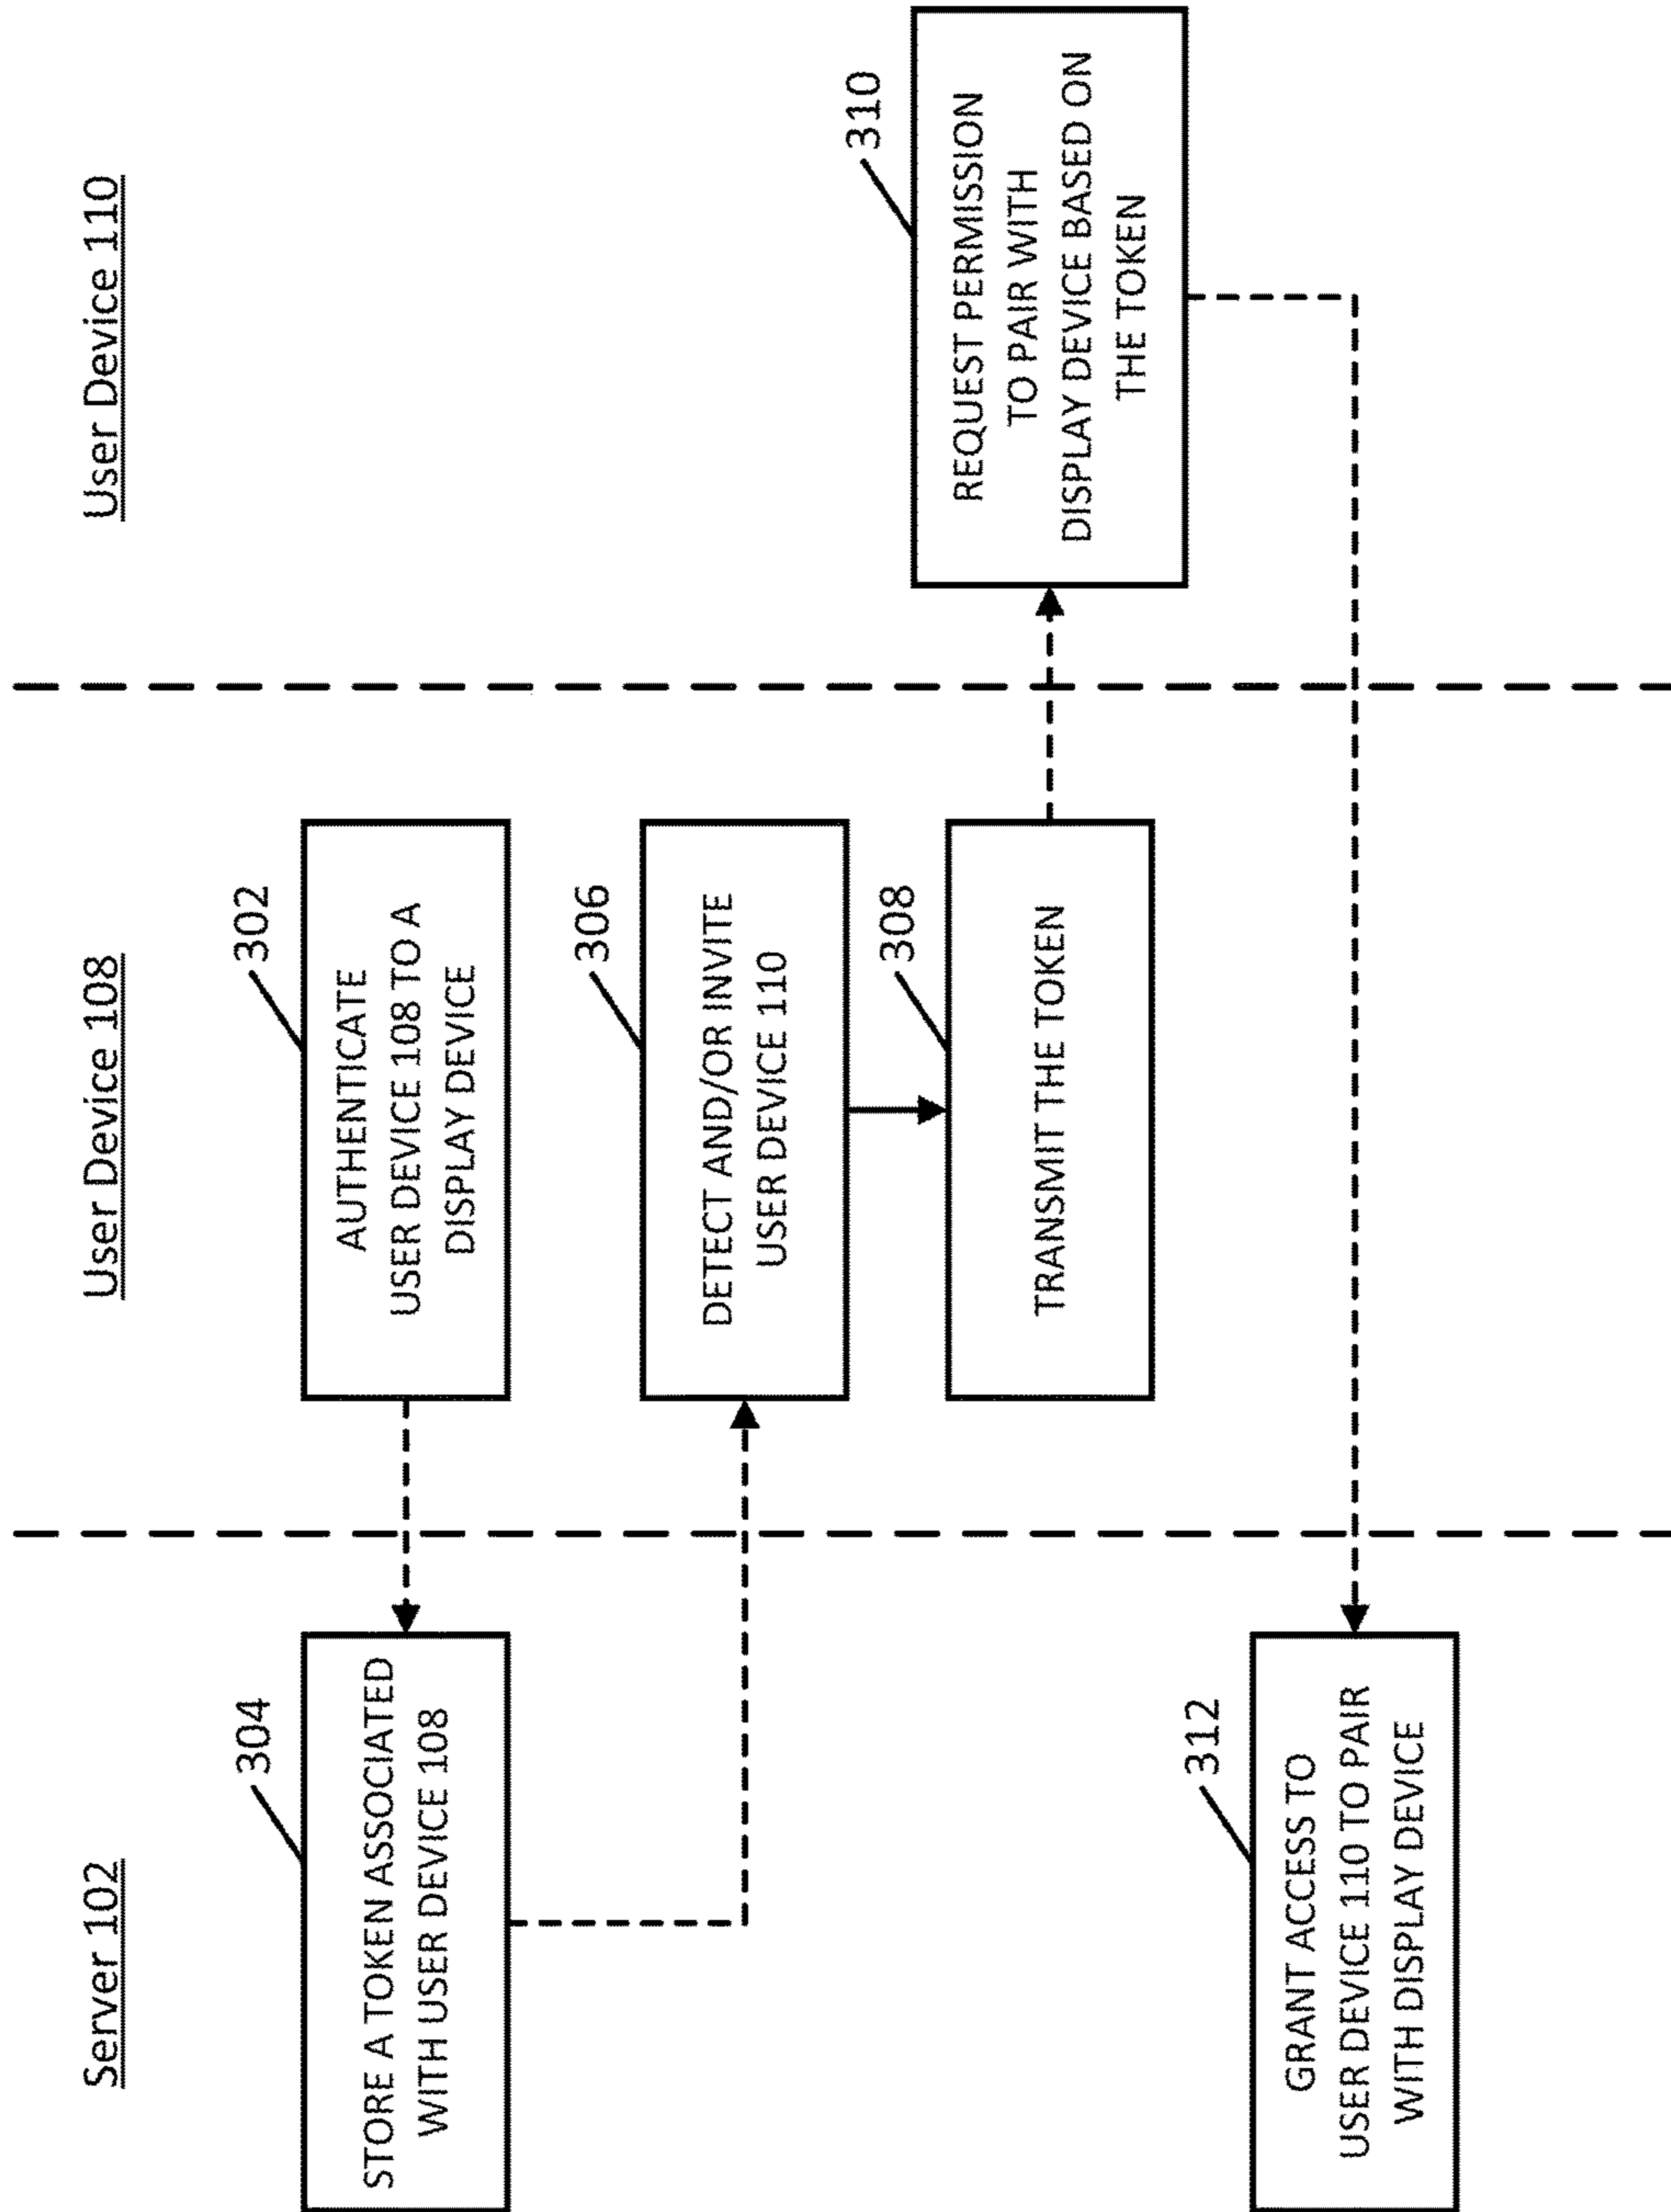 Server 102
User Device 108
User Device 110
302
AUTHENTICATE
USER DEVICE 108 TO A
DISPLAY DEVICE
304
STORE A TOKEN ASSOCIATED
WITH USER DEVICE 108
306
DETECT AND/OR INVITE
USER DEVICE 110
308
TRANSMIT THE TOKEN
310
REQUEST PERMISSION
TO PAIR WITH
DISPLAY DEVICE BASED ON
THE TOKEN
312
GRANT ACCESS TO
USER DEVICE 110 TO PAIR
WITH DISPLAY DEVICE